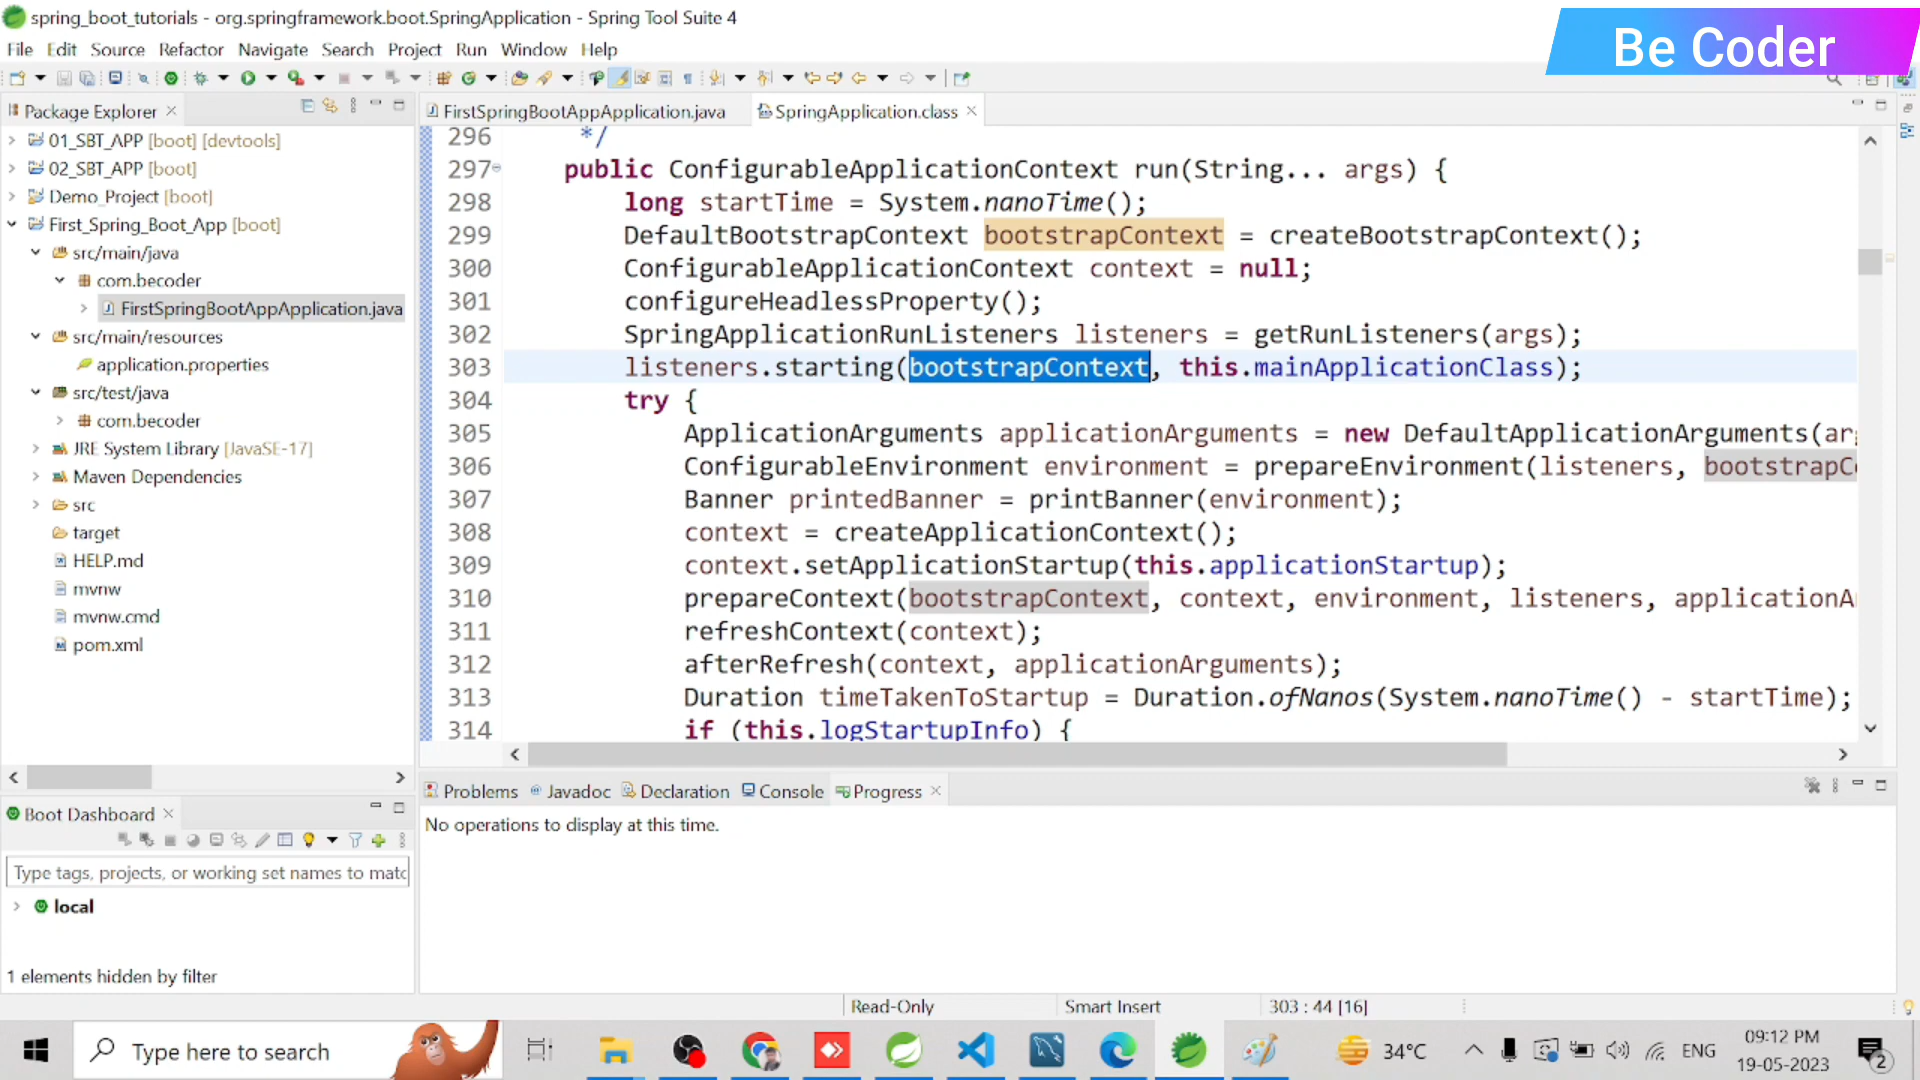 spring_boot_tutorials - org.springframework.boot.SpringApplication - Spring Tool Suite 4
Be Coder
File Edit Source Refactor Navigate Search Project Run Window Help
Package Explorer
01_SBT_APP [boot] [devtools]
02_SBT_APP [boot]
Demo_Project [boot]
First_Spring_Boot_App [boot]
src/main/java
com.becoder
FirstSpringBootAppApplication.java
src/main/resources
application.properties
src/test/java
com.becoder
JRE System Library [JavaSE-17]
Maven Dependencies
src
target
HELP.md
mvnw
mvnw.cmd
pom.xml
FirstSpringBootAppApplication.java SpringApplication.class
296 */
297 public ConfigurableApplicationContext run(String... args) {
298 long startTime = System.nanoTime();
299 DefaultBootstrapContext bootstrapContext = createBootstrapContext();
300 ConfigurableApplicationContext context = null;
301 configureHeadlessProperty();
302 SpringApplicationRunListeners listeners = getRunListeners(args);
303 listeners.starting(bootstrapContext, this.mainApplicationClass);
304 try {
305 ApplicationArguments applicationArguments = new DefaultApplicationArguments(ar
306 ConfigurableEnvironment environment = prepareEnvironment(listeners, bootstrapC
307 Banner printedBanner = printBanner(environment);
308 context = createApplicationContext();
309 context.setApplicationStartup(this.applicationStartup);
310 prepareContext(bootstrapContext, context, environment, listeners, applicationA
311 refreshContext(context);
312 afterRefresh(context, applicationArguments);
313 Duration timeTakenToStartup = Duration.ofNanos(System.nanoTime() - startTime);
314 if (this.logStartupInfo) {
Boot Dashboard
Type tags, projects, or working set names to matc
local
1 elements hidden by filter
Problems Javadoc Declaration Console Progress
No operations to display at this time.
Read-Only Smart Insert 303 : 44 [16]
Type here to search
34°C ENG
09:12 PM
19-05-2023
2